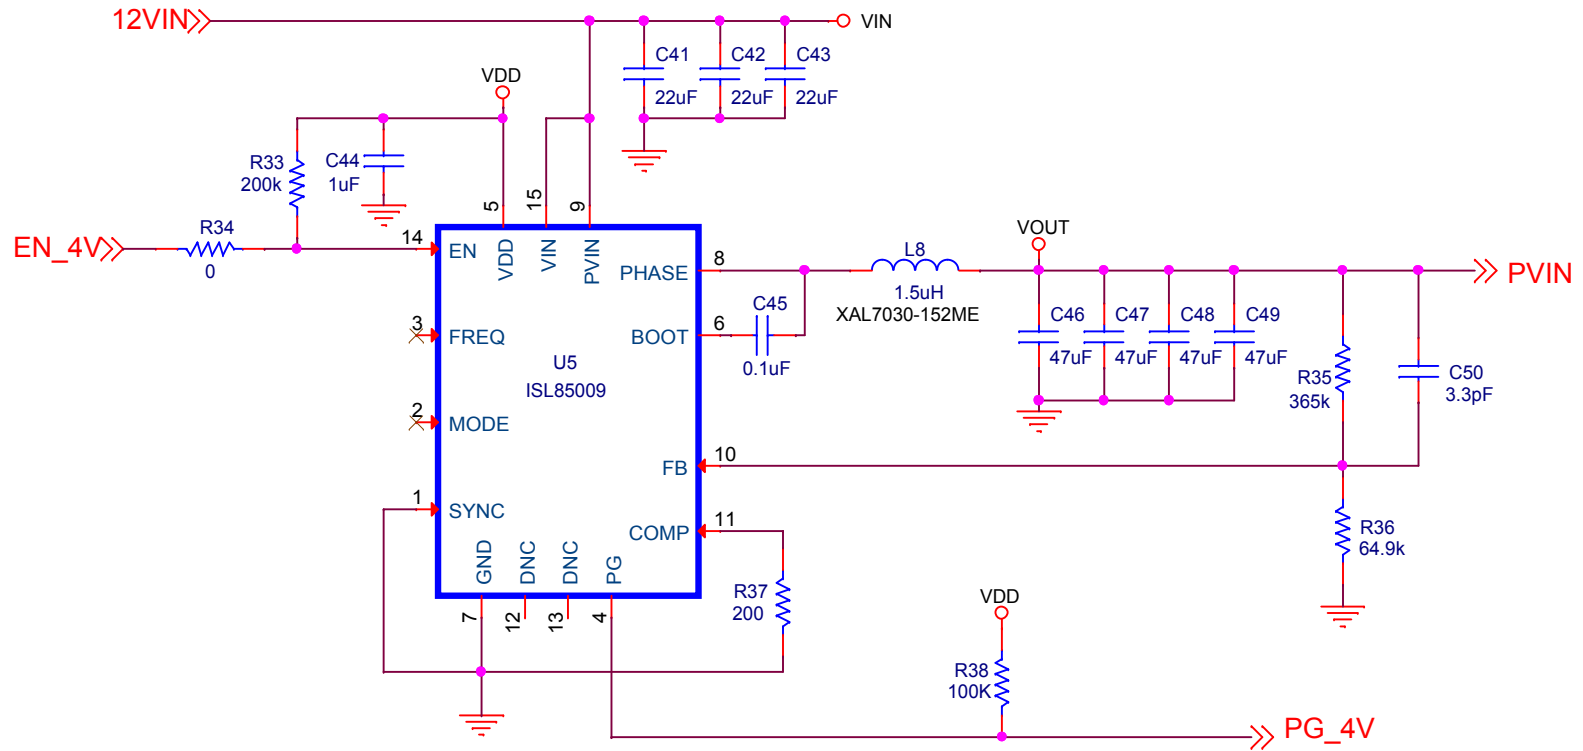 12VIN
VIN
C41
C42
C43
22uF
22uF
22uF
VDD
R33
200k
C44
1uF
R34
0
EN_4V
14
5
15
9
EN
VDD
VIN
PVIN
PHASE
8
VOUT
L8
1.5uH
XAL7030-152ME
PVIN
C45
0.1uF
3
FREQ
BOOT
6
C46
C47
C48
C49
47uF
47uF
47uF
47uF
U5
ISL85009
R35
365k
C50
3.3pF
2
MODE
FB
10
1
SYNC
COMP
11
R36
64.9k
GND
DNC
DNC
PG
7
12
13
4
R37
200
VDD
R38
100K
PG_4V